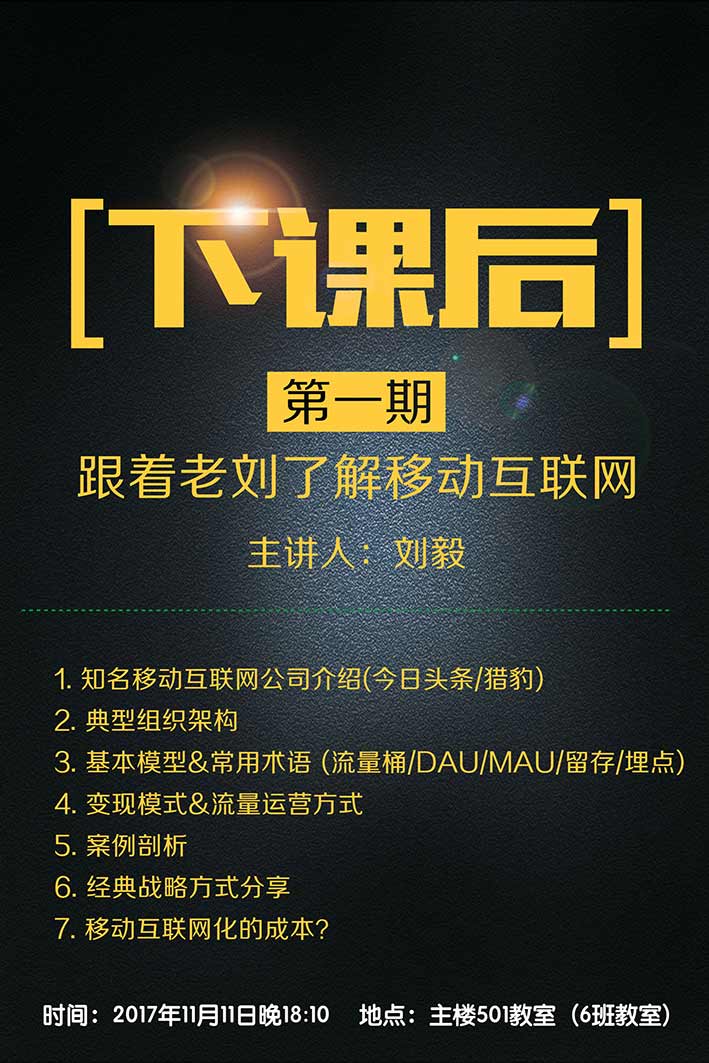 [下课后]
第一期
跟着老刘了解移动互联网
主讲人：刘毅
1. 知名移动互联网公司介绍(今日头条/猎豹)
2. 典型组织架构
3. 基本模型&常用术语 (流量桶/DAU/MAU/留存/埋点)
4. 变现模式&流量运营方式
5. 案例剖析
6. 经典战略方式分享
7. 移动互联网化的成本?
时间：2017年11月11日晚18:10 地点：主楼501教室（6班教室）